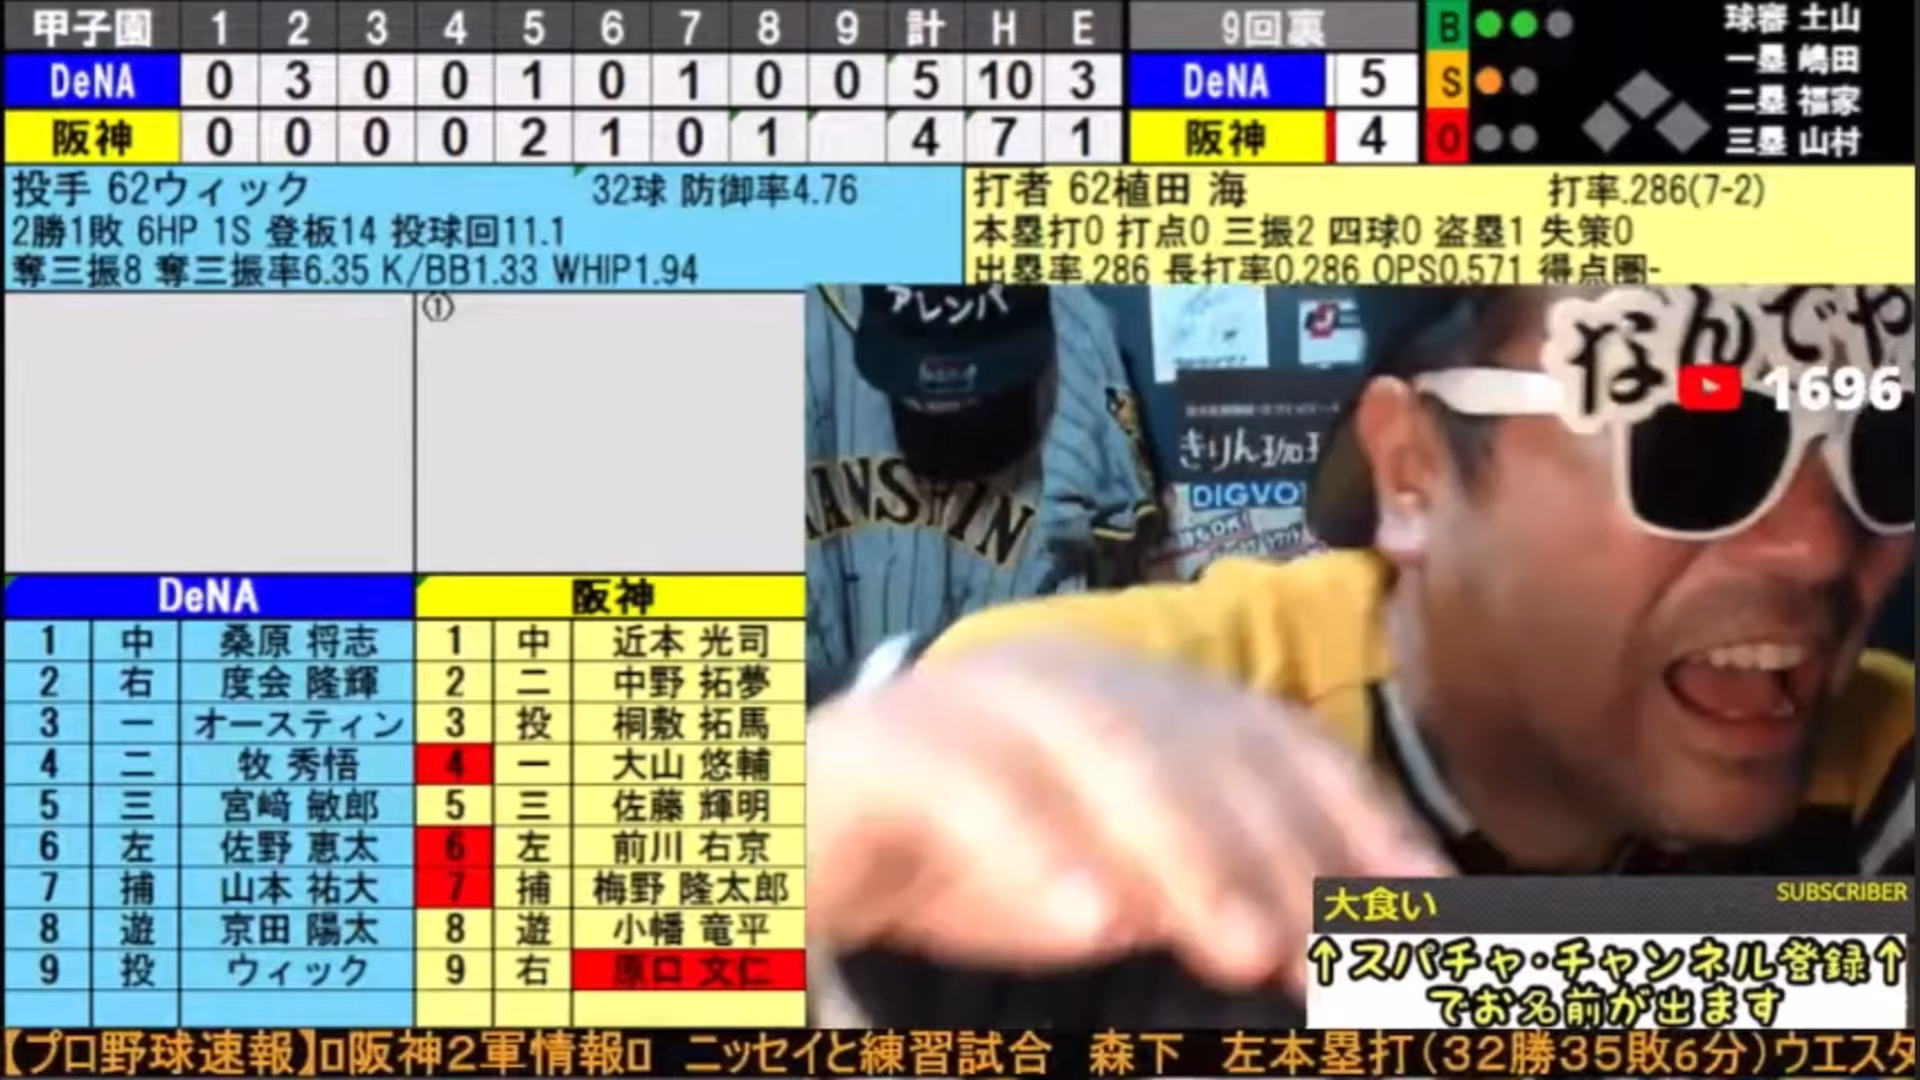 甲子園 1 2 3 4 5 6 7 8 9 計 H E
DeNA 0 3 0 0 1 0 1 0 0 5 10 3
阪神 0 0 0 0 2 1 0 1 4 7 1
9回裏
DeNA 5
阪神 4
B
S
O
球審 土山
一塁 嶋田
二塁 福家
三塁 山村
投手 62ウィック 32球 防御率4.76
2勝1敗 6HP 1S 登板14 投球回11.1
奪三振8 奪三振率6.35 K/BB1.33 WHIP1.94
打者 62植田 海 打率.286(7-2)
本塁打0 打点0 三振2 四球0 盗塁1 失策0
出塁率.286 長打率0.286 OPS0.571 得点圏-
①
DeNA
1 中 桑原 将志
2 右 度会 隆輝
3 一 オースティン
4 二 牧 秀悟
5 三 宮﨑 敏郎
6 左 佐野 恵太
7 捕 山本 祐大
8 遊 京田 陽太
9 投 ウィック
阪神
1 中 近本 光司
2 二 中野 拓夢
3 投 桐敷 拓馬
4 一 大山 悠輔
5 三 佐藤 輝明
6 左 前川 右京
7 捕 梅野 隆太郎
8 遊 小幡 竜平
9 右 原口 文仁
アレンパ
HANSHIN
きりん珈琲
DIGVO
なんでや
1696
大食い
SUBSCRIBER
↑スパチャ・チャンネル登録↑
でお名前が出ます
【プロ野球速報】▯阪神2軍情報▯ ニッセイと練習試合 森下 左本塁打(32勝35敗6分)ウエスタ